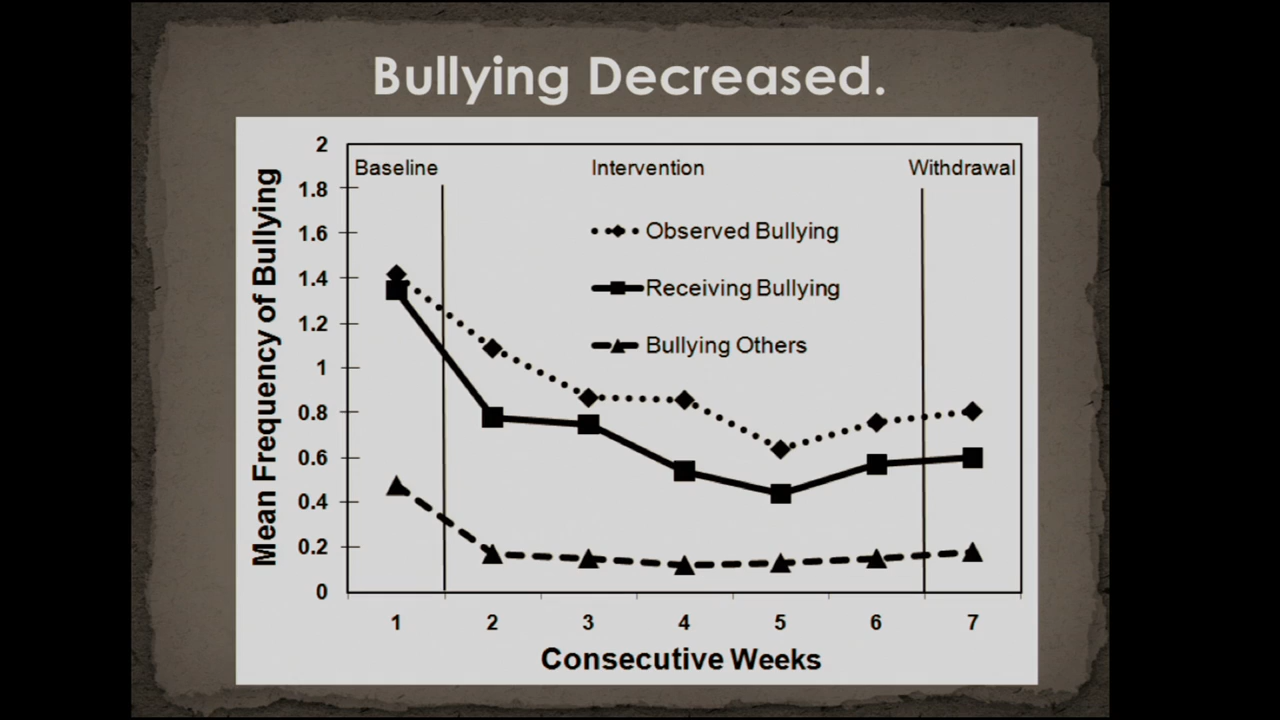 Bullying Decreased.
Mean Frequency of Bullying
2
1.8
1.6
1.4
1.2
1
0.8
0.6
0.4
0.2
0
Baseline
Intervention
Withdrawal
Observed Bullying
Receiving Bullying
Bullying Others
1 2 3 4 5 6 7
Consecutive Weeks